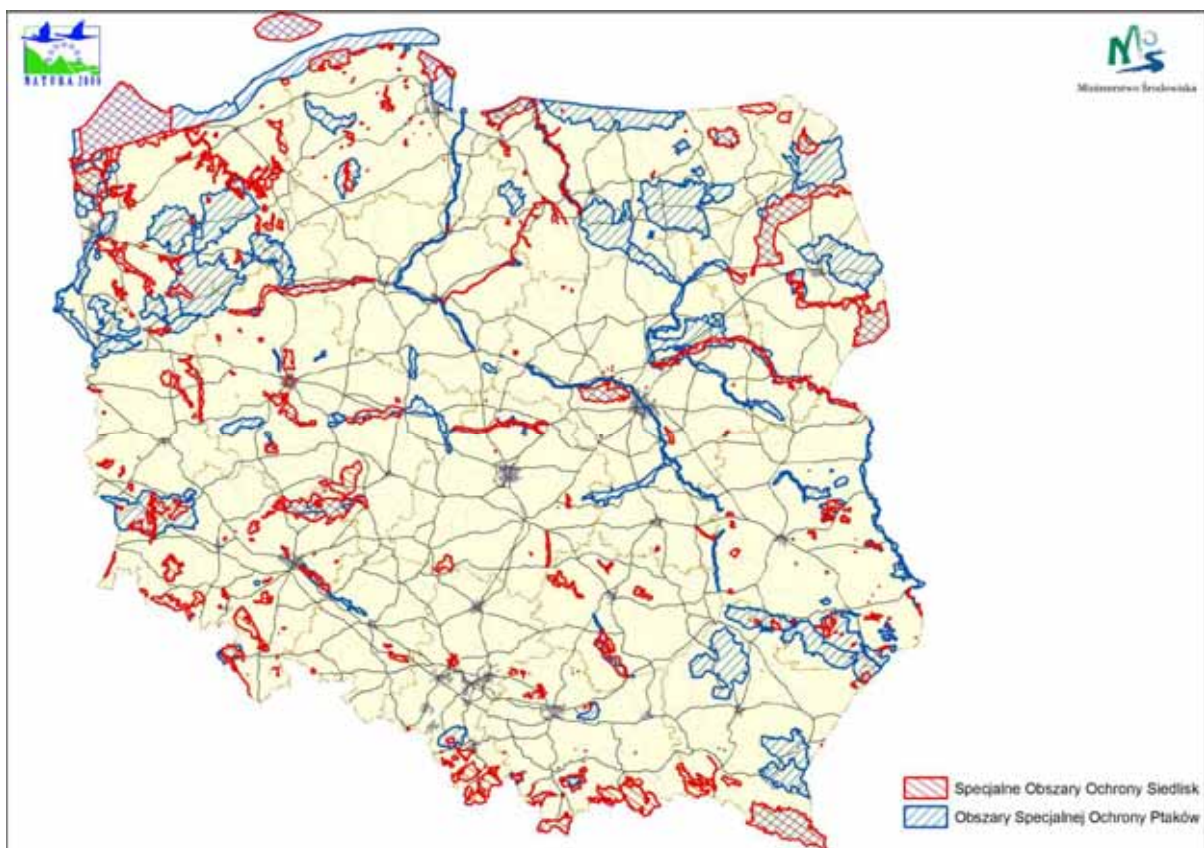 NATURA 2000
Ministerstwo Środowiska
Specjalne Obszary Ochrony Siedlisk
Obszary Specjalnej Ochrony Ptaków